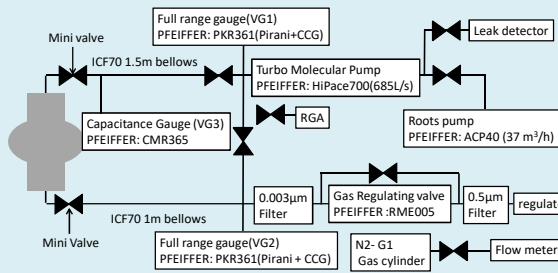 Full range gauge(VG1)
PFEIFFER: PKR361(Pirani+CCG)
Mini valve
Leak detector
ICF70 1.5m bellows
Turbo Molecular Pump
PFEIFFER: HiPace700(685L/s)
Capacitance Gauge (VG3)
PFEIFFER: CMR365
RGA
Roots pump
PFEIFFER: ACP40 (37 m³/h)
0.003µm
Filter
Gas Regulating valve
PFEIFFER :RME005
0.5µm
Filter
ICF70 1m bellows
Mini Valve
Full range gauge(VG2)
PFEIFFER: PKR361(Pirani + CCG)
N2- G1
Gas cylinder
Flow meter